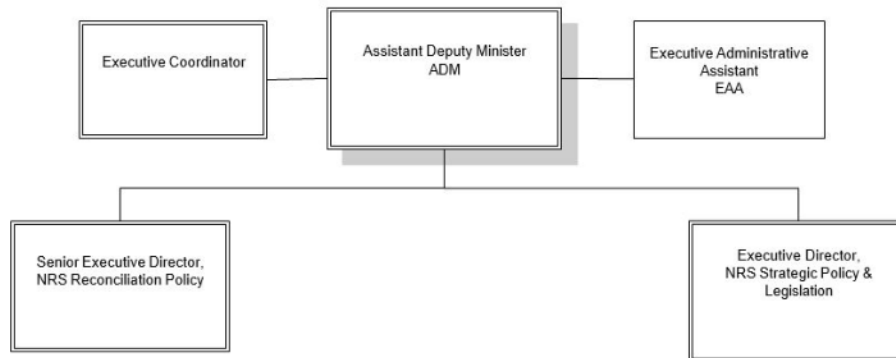 Executive Coordinator
Assistant Deputy Minister
ADM
Executive Administrative
Assistant
EAA
Senior Executive Director,
NRS Reconciliation Policy
Executive Director,
NRS Strategic Policy &
Legislation